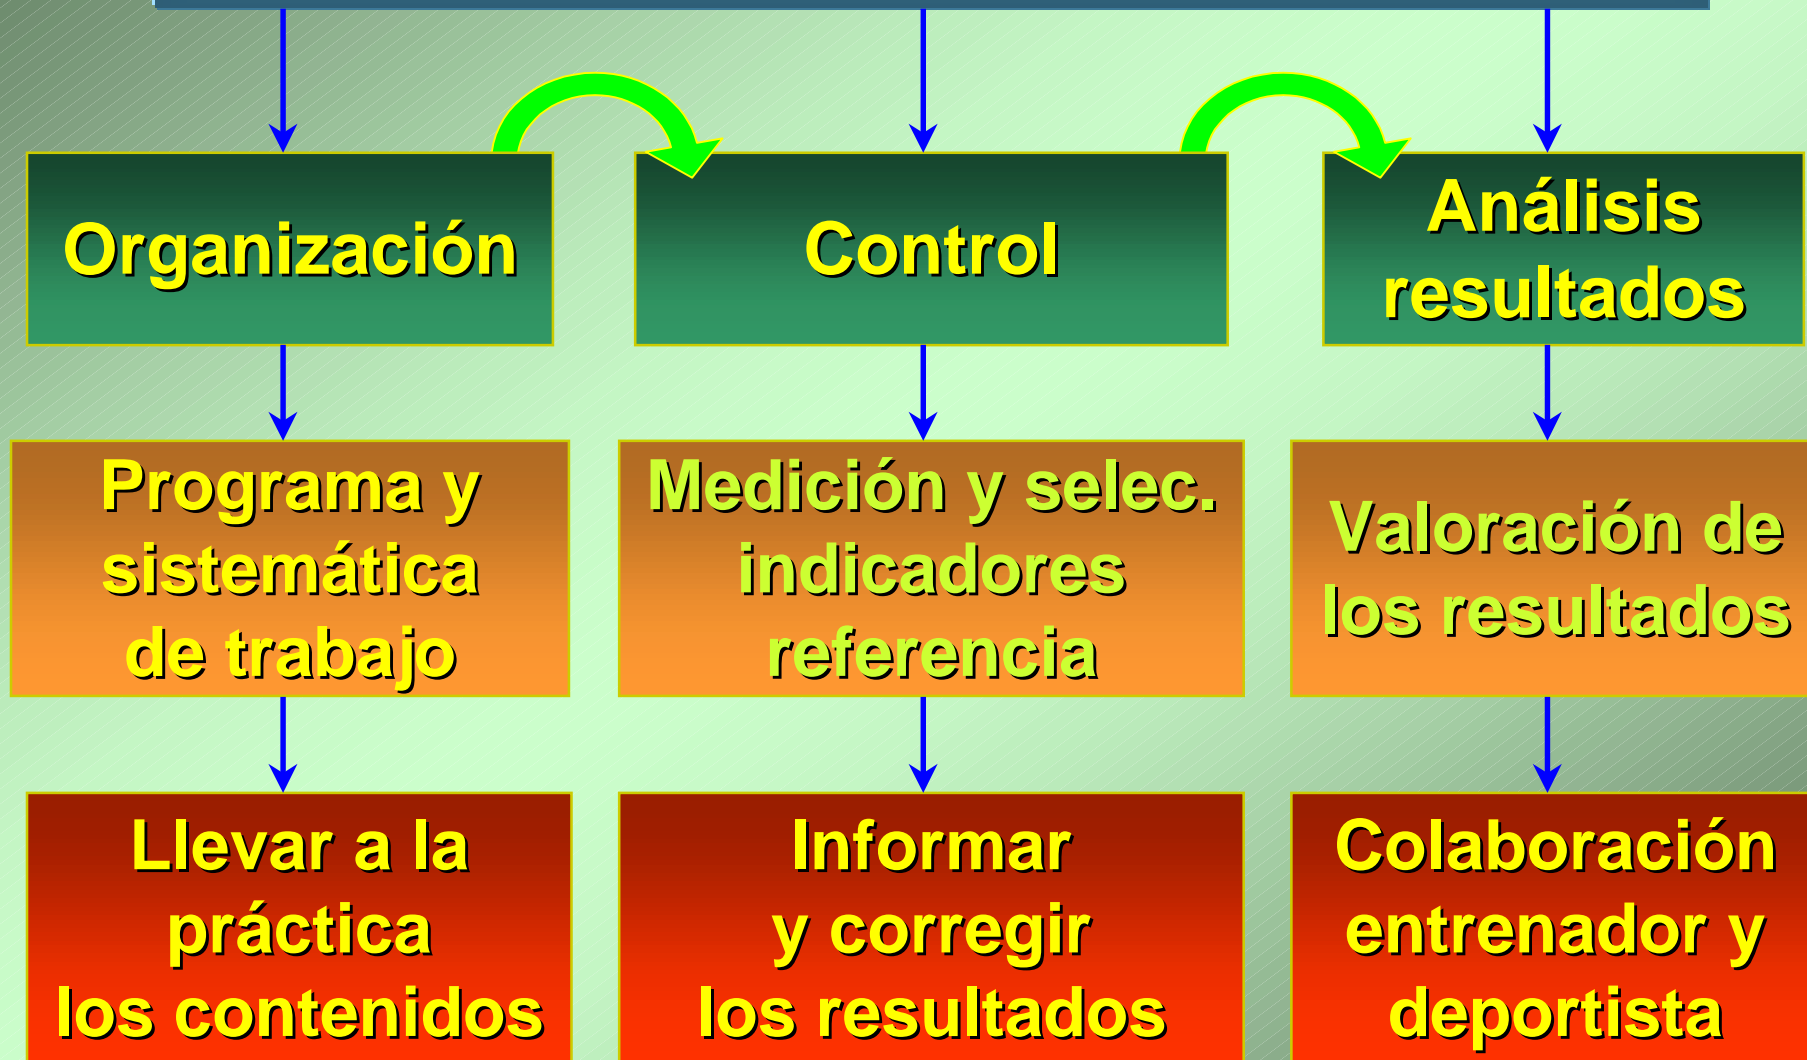 Organización
Control
Análisis
resultados
Programa y
sistemática
de trabajo
Medición y selec.
indicadores
referencia
Valoración de
los resultados
Llevar a la
práctica
los contenidos
Informar
y corregir
los resultados
Colaboración
entrenador y
deportista